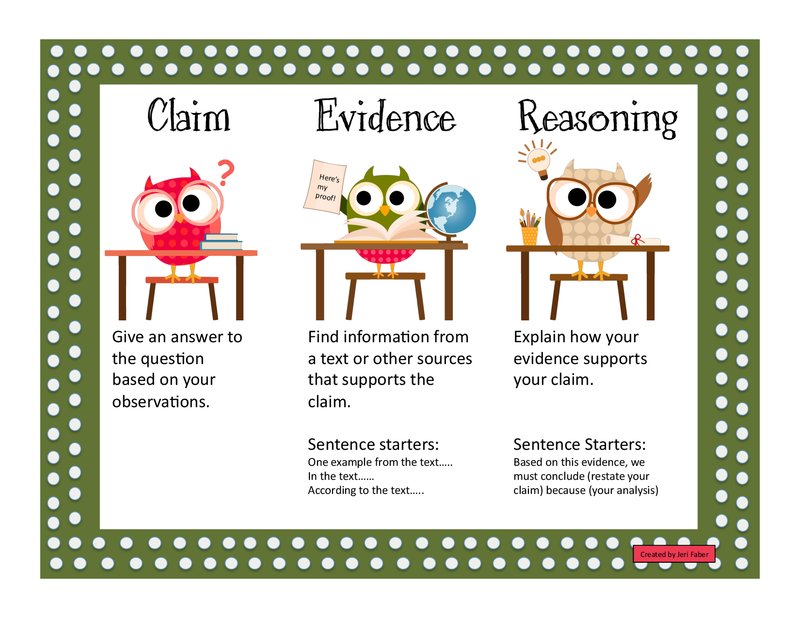 Claim
Evidence
Reasoning
?
Here's
my
proof!
Give an answer to
the question
based on your
observations.
Find information from
a text or other sources
that supports the
claim.
Sentence starters:
One example from the text.....
In the text......
According to the text.....
Explain how your
evidence supports
your claim.
Sentence Starters:
Based on this evidence, we
must conclude (restate your
claim) because (your analysis)
Created by Jeri Faber